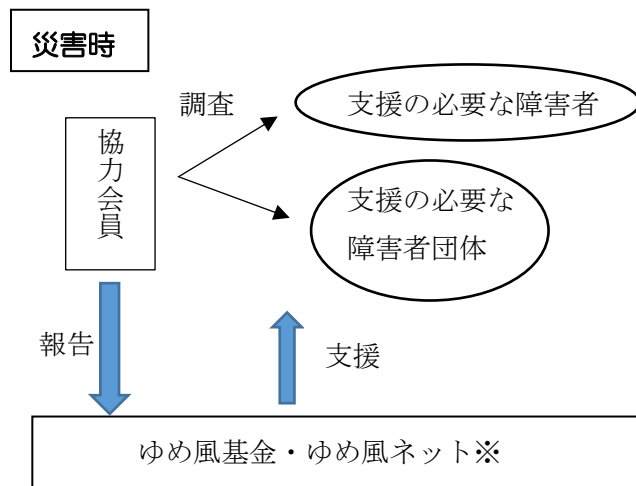 災害時
調査
支援の必要な障害者
協力会員
支援の必要な
障害者団体
報告
支援
ゆめ風基金・ゆめ風ネット※